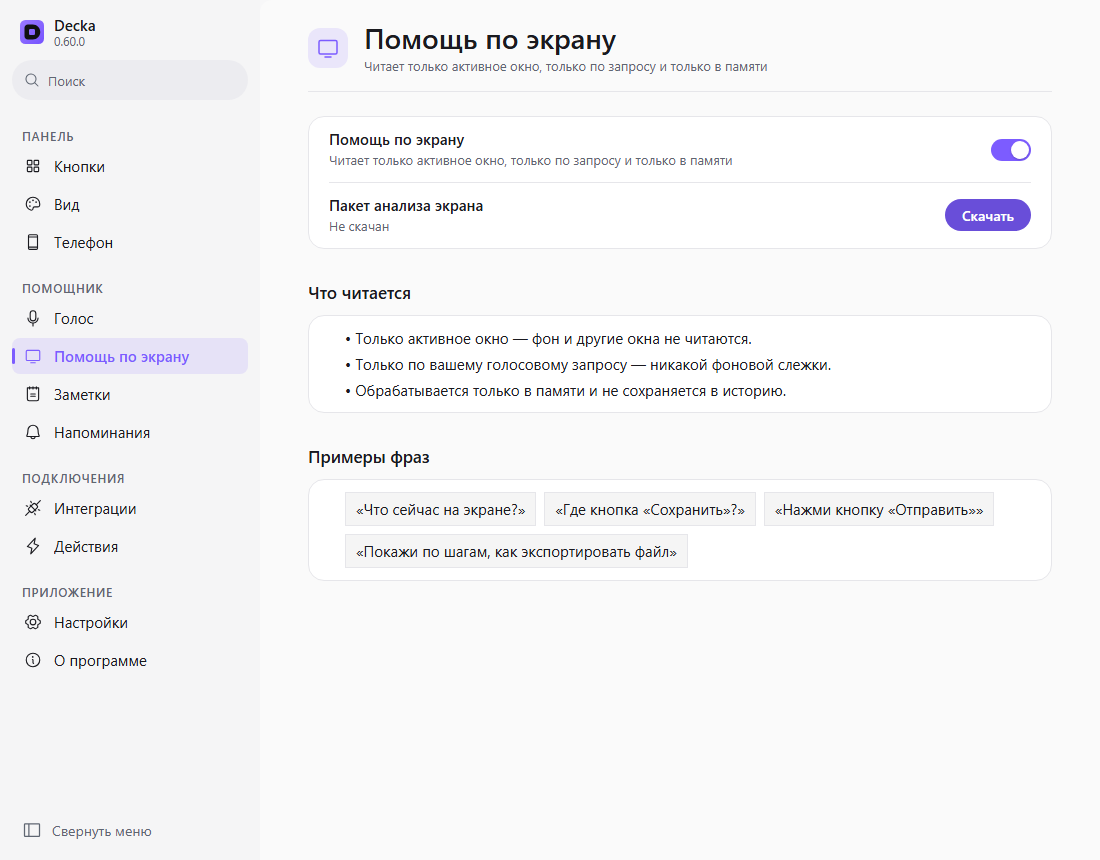 Decka
0.60.0
Поиск
ПАНЕЛЬ
Кнопки
Вид
Телефон
ПОМОЩНИК
Голос
Помощь по экрану
Заметки
Напоминания
ПОДКЛЮЧЕНИЯ
Интеграции
Действия
ПРИЛОЖЕНИЕ
Настройки
О программе
Свернуть меню
Помощь по экрану
Читает только активное окно, только по запросу и только в памяти
Помощь по экрану
Читает только активное окно, только по запросу и только в памяти
Пакет анализа экрана
Не скачан
Скачать
Что читается
• Только активное окно — фон и другие окна не читаются.
• Только по вашему голосовому запросу — никакой фоновой слежки.
• Обрабатывается только в памяти и не сохраняется в историю.
Примеры фраз
«Что сейчас на экране?» «Где кнопка «Сохранить»?» «Нажми кнопку «Отправить»»
«Покажи по шагам, как экспортировать файл»